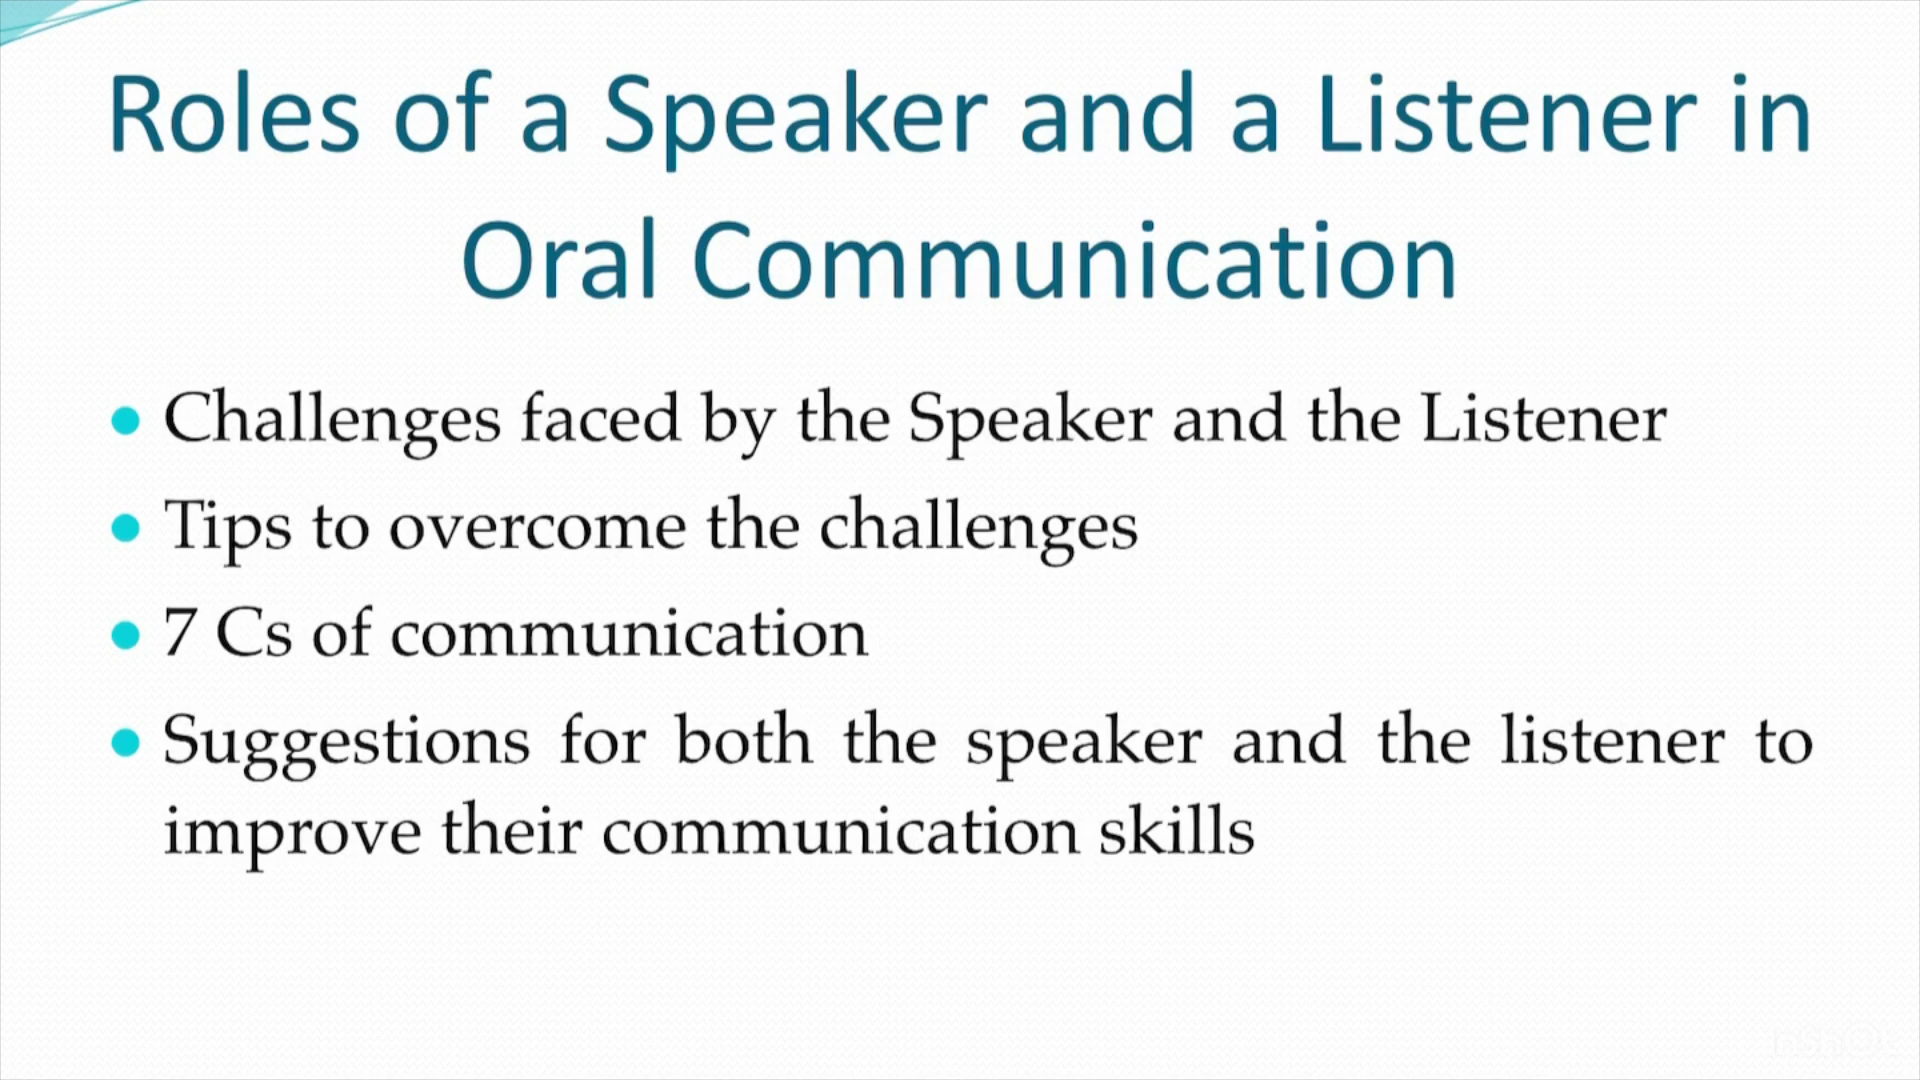 Roles of a Speaker and a Listener in
Oral Communication
Challenges faced by the Speaker and the Listener
Tips to overcome the challenges
7 Cs of communication
Suggestions for both the speaker and the listener to
improve their communication skills